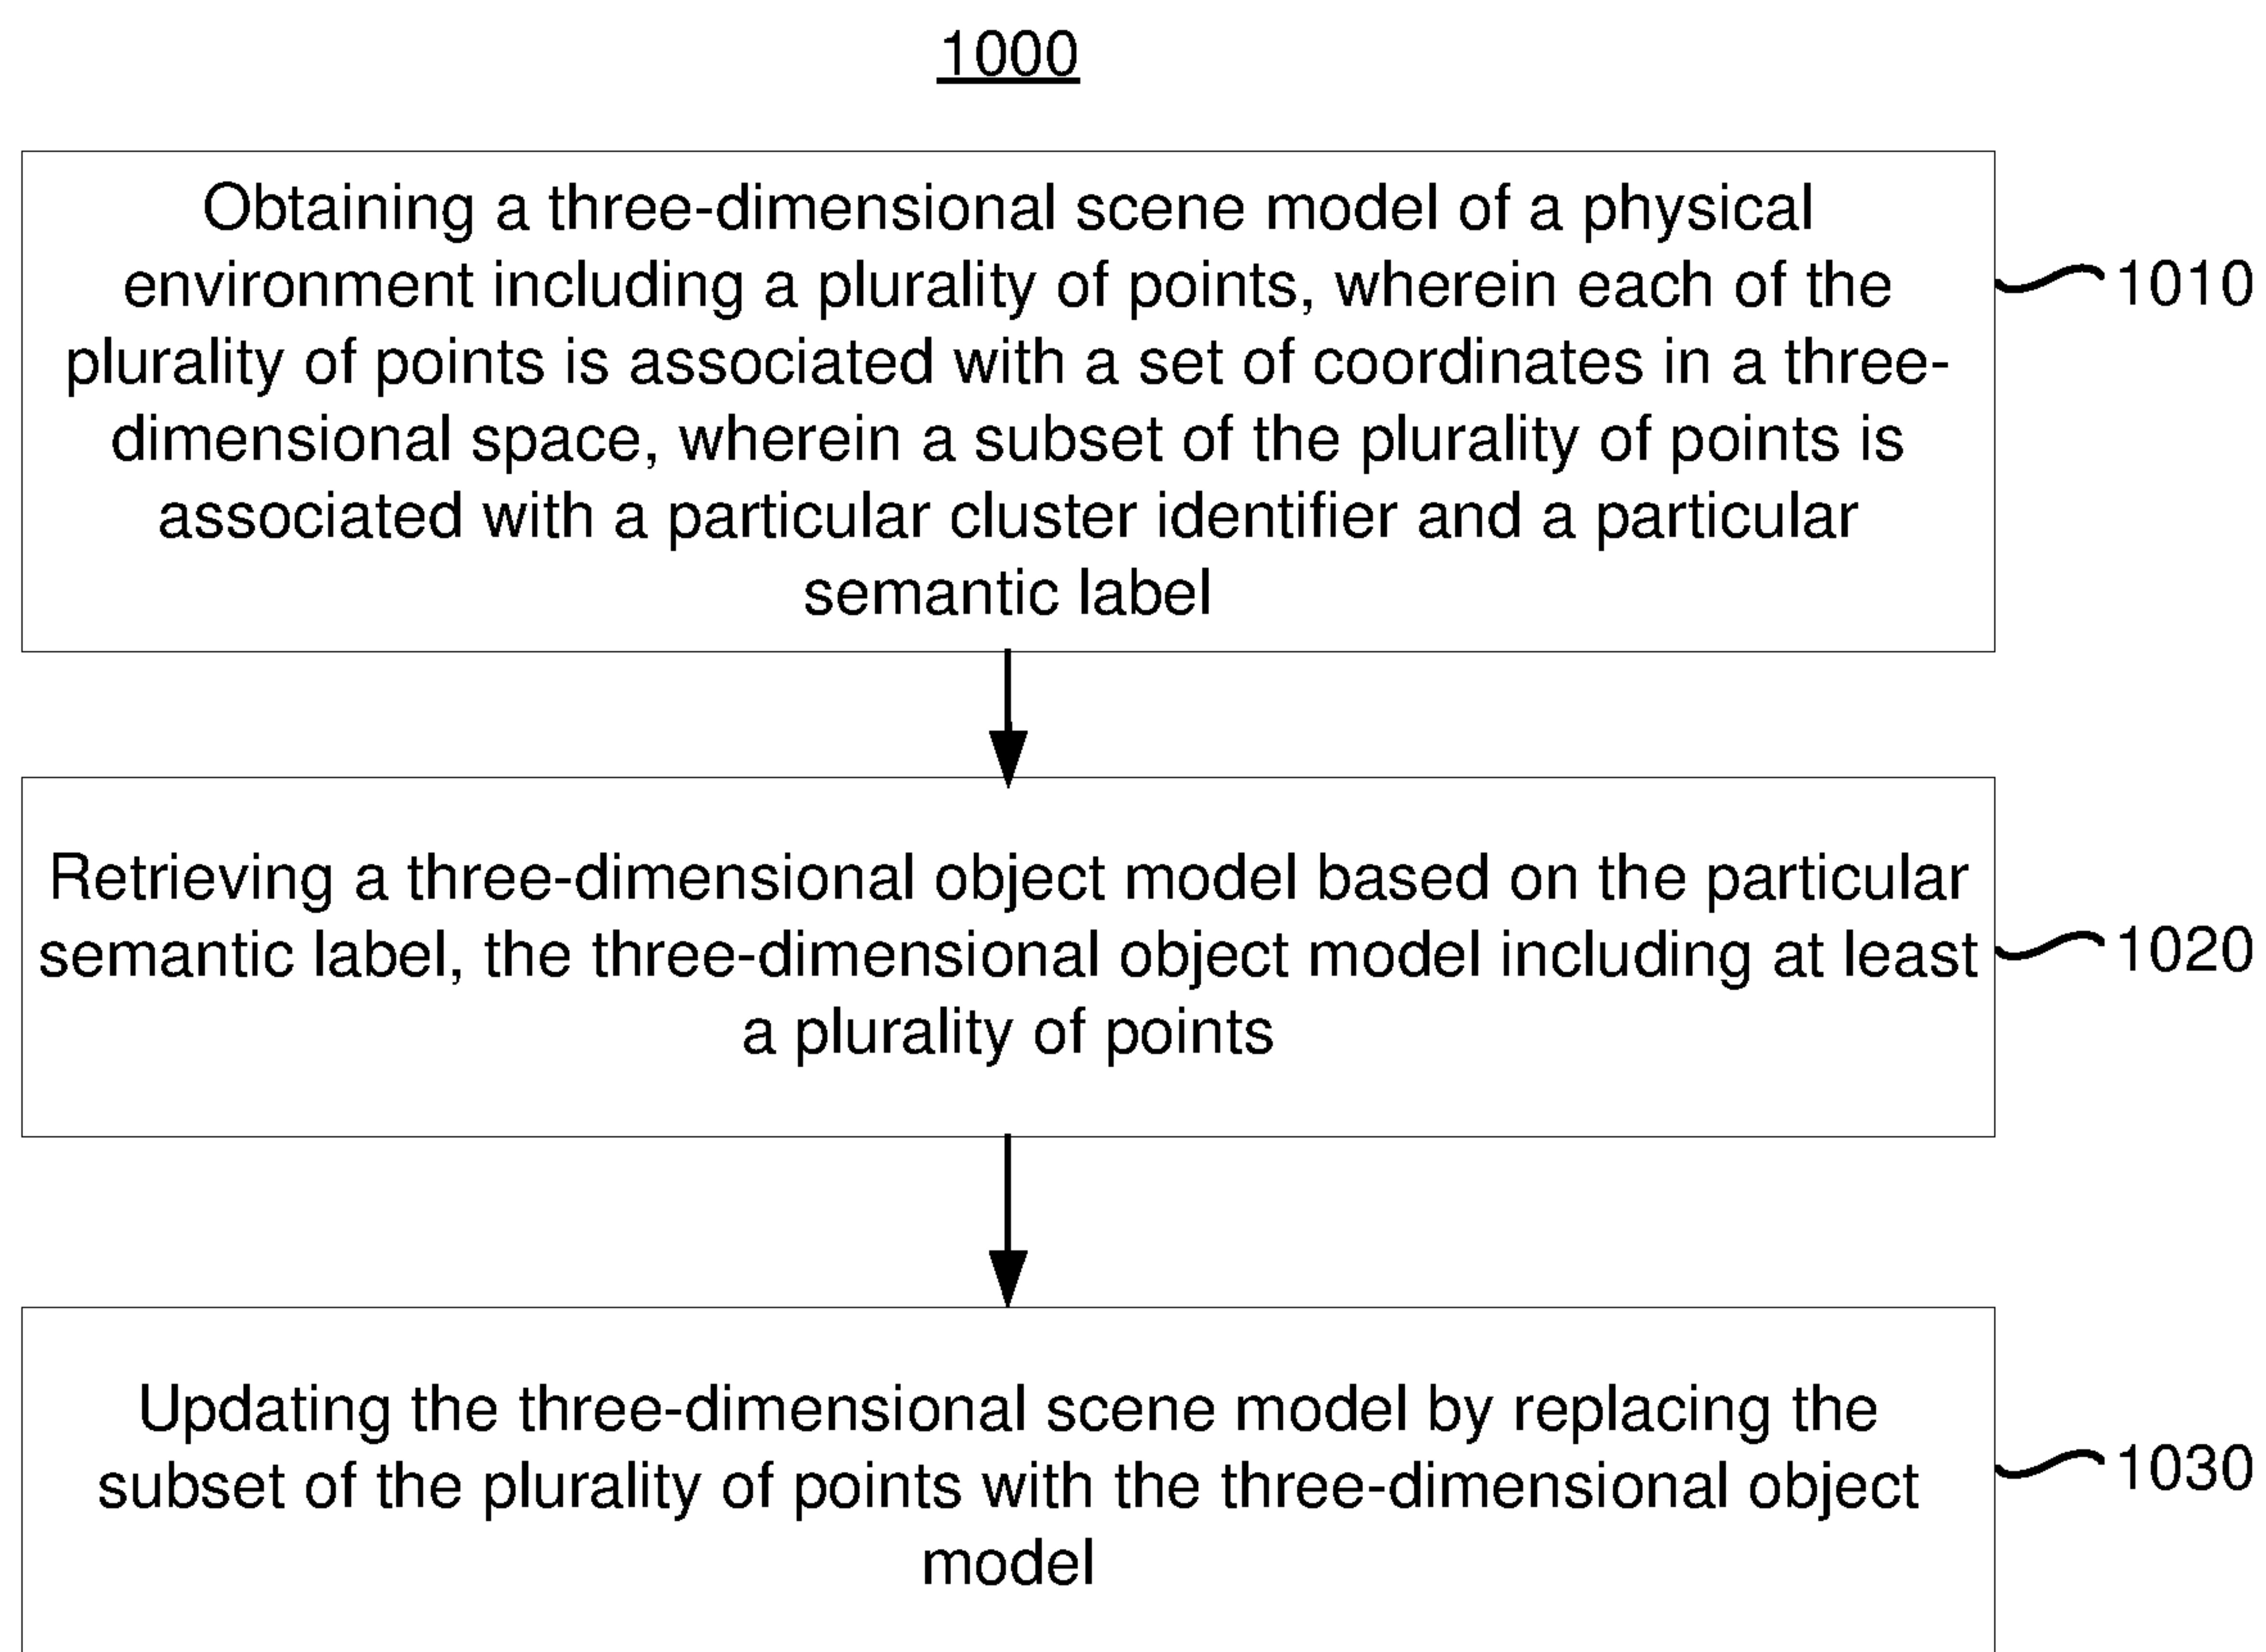 1000
Obtaining a three-dimensional scene model of a physical
environment including a plurality of points, wherein each of the
plurality of points is associated with a set of coordinates in a three-
dimensional space, wherein a subset of the plurality of points is
associated with a particular cluster identifier and a particular
semantic label
1010
Retrieving a three-dimensional object model based on the particular
semantic label, the three-dimensional object model including at least
a plurality of points
1020
Updating the three-dimensional scene model by replacing the
subset of the plurality of points with the three-dimensional object
model
1030